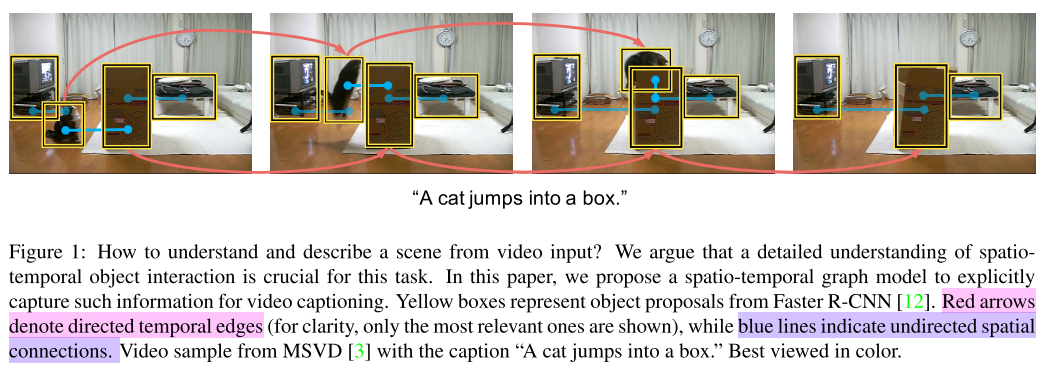 “A cat jumps into a box.”
Figure 1: How to understand and describe a scene from video input? We argue that a detailed understanding of spatio-
temporal object interaction is crucial for this task. In this paper, we propose a spatio-temporal graph model to explicitly
capture such information for video captioning. Yellow boxes represent object proposals from Faster R-CNN [12]. Red arrows
denote directed temporal edges (for clarity, only the most relevant ones are shown), while blue lines indicate undirected spatial
connections. Video sample from MSVD [3] with the caption “A cat jumps into a box.” Best viewed in color.